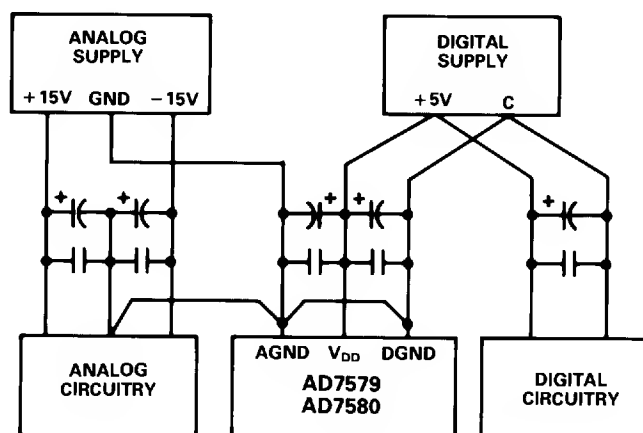 ANALOG
SUPPLY
+15V GND -15V
DIGITAL
SUPPLY
+5V C
+ + + + +
ANALOG
CIRCUITRY
AGND VDD DGND
AD7579
AD7580
DIGITAL
CIRCUITRY